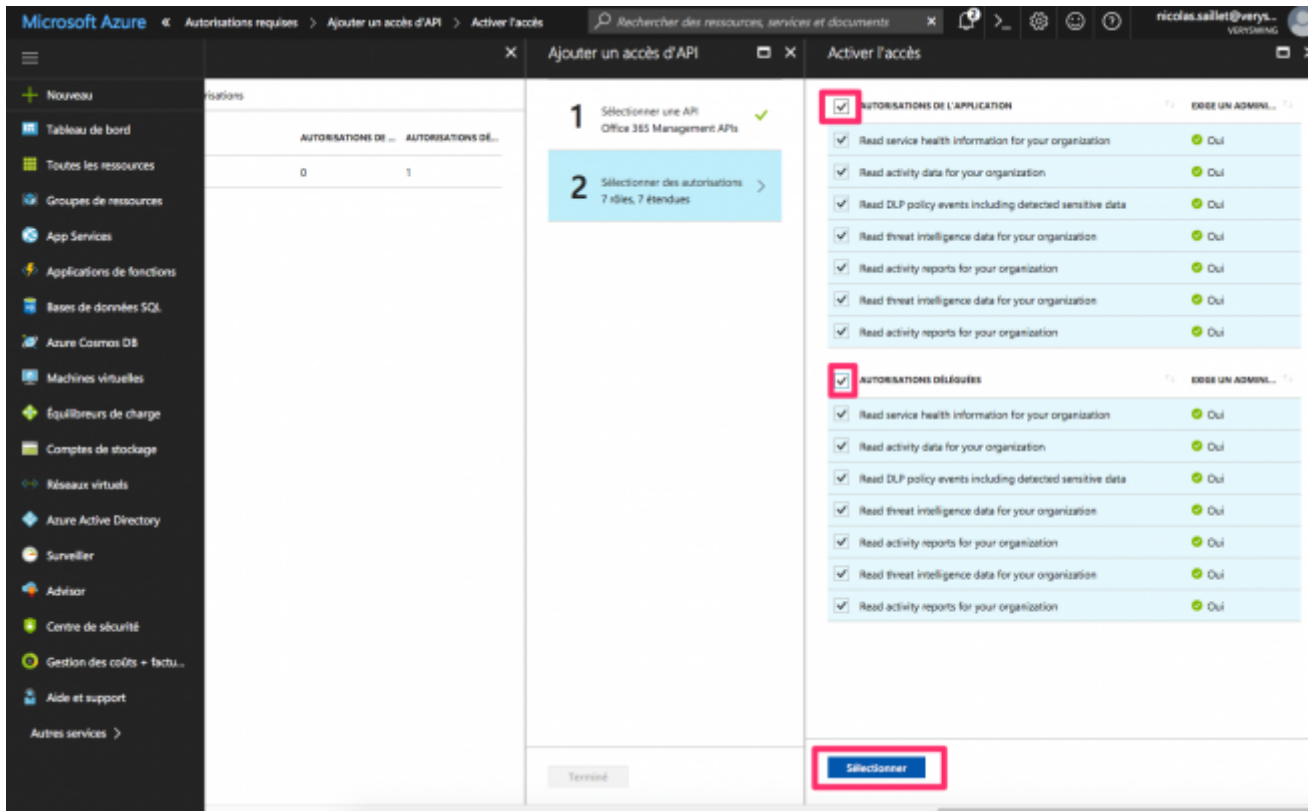 Microsoft Azure « Autorisations requises > Ajouter un accès d'API > Activer l'accès
Rechercher des ressources, services et documents
2
nicolas.saillet@verys...
VERYSWING
Nouveau
Tableau de bord
Toutes les ressources
Groupes de ressources
App Services
Applications de fonctions
Bases de données SQL
Azure Cosmos DB
Machines virtuelles
Équilibreurs de charge
Comptes de stockage
Réseaux virtuels
Azure Active Directory
Surveiller
Advisor
Centre de sécurité
Gestion des coûts + factu...
Aide et support
Autres services >
risations
AUTORISATIONS DE ... AUTORISATIONS DÉ...
0 1
Ajouter un accès d'API
1 Sélectionner une API
Office 365 Management APIs
2 Sélectionner des autorisations
7 rôles, 7 étendues
Terminé
Activer l'accès
AUTORISATIONS DE L'APPLICATION EXIGE UN ADMINI...
Read service health information for your organization Oui
Read activity data for your organization Oui
Read DLP policy events including detected sensitive data Oui
Read threat intelligence data for your organization Oui
Read activity reports for your organization Oui
Read threat intelligence data for your organization Oui
Read activity reports for your organization Oui
AUTORISATIONS DÉLÉGUÉES EXIGE UN ADMINI...
Read service health information for your organization Oui
Read activity data for your organization Oui
Read DLP policy events including detected sensitive data Oui
Read threat intelligence data for your organization Oui
Read activity reports for your organization Oui
Read threat intelligence data for your organization Oui
Read activity reports for your organization Oui
Sélectionner